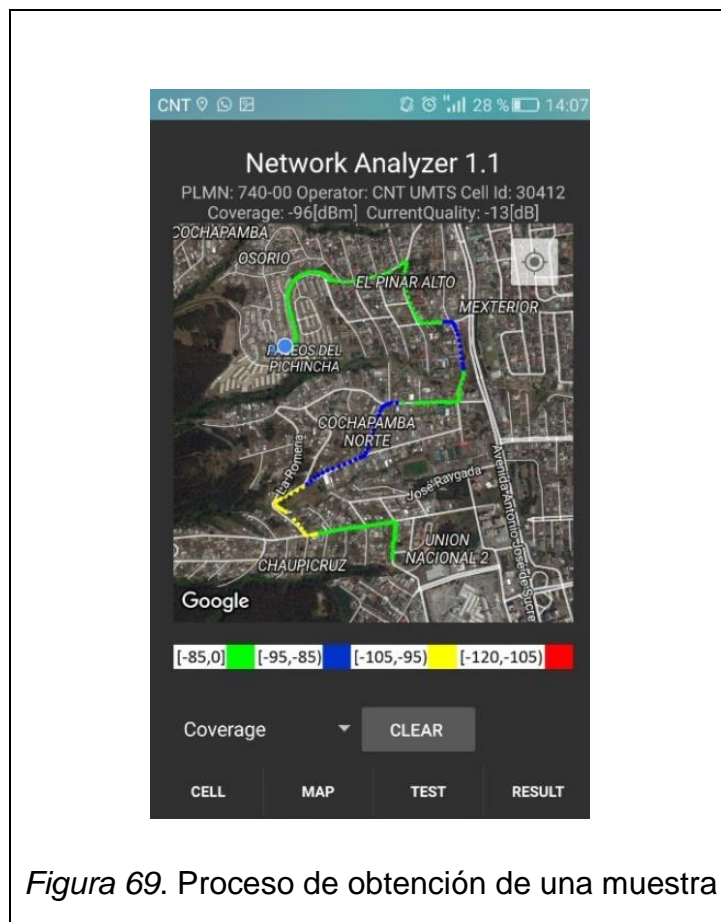 CNT 28 % 14:07
Network Analyzer 1.1
PLMN: 740-00 Operator: CNT UMTS Cell Id: 30412
Coverage: -96[dBm] CurrentQuality: -13[dB]
COCHAPAMBA
OSORIO
EL PINAR ALTO
MEXTERIOR
PASEOS DEL
PICHINCHA
COCHAPAMBA
NORTE
La Romeria
José Raygada
Avenida Antonio José de Sucre
UNION
NACIONAL 2
CHAUPICRUZ
Google
[-85,0] [-95,-85) [-105,-95) [-120,-105)
Coverage CLEAR
CELL MAP TEST RESULT
Figura 69. Proceso de obtención de una muestra